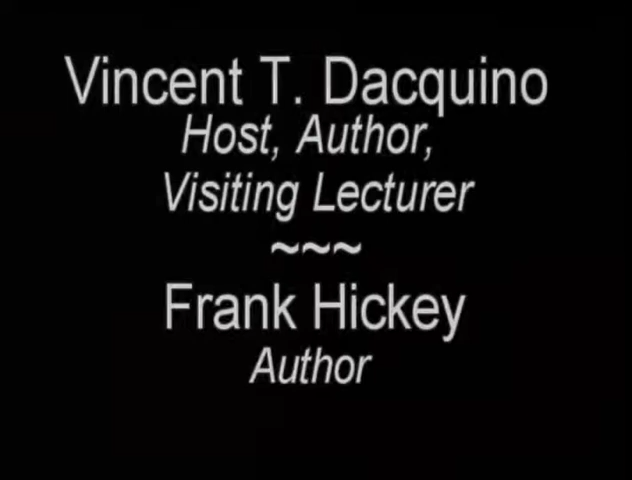 Vincent T. Dacquino
Host, Author,
Visiting Lecturer
~~~
Frank Hickey
Author